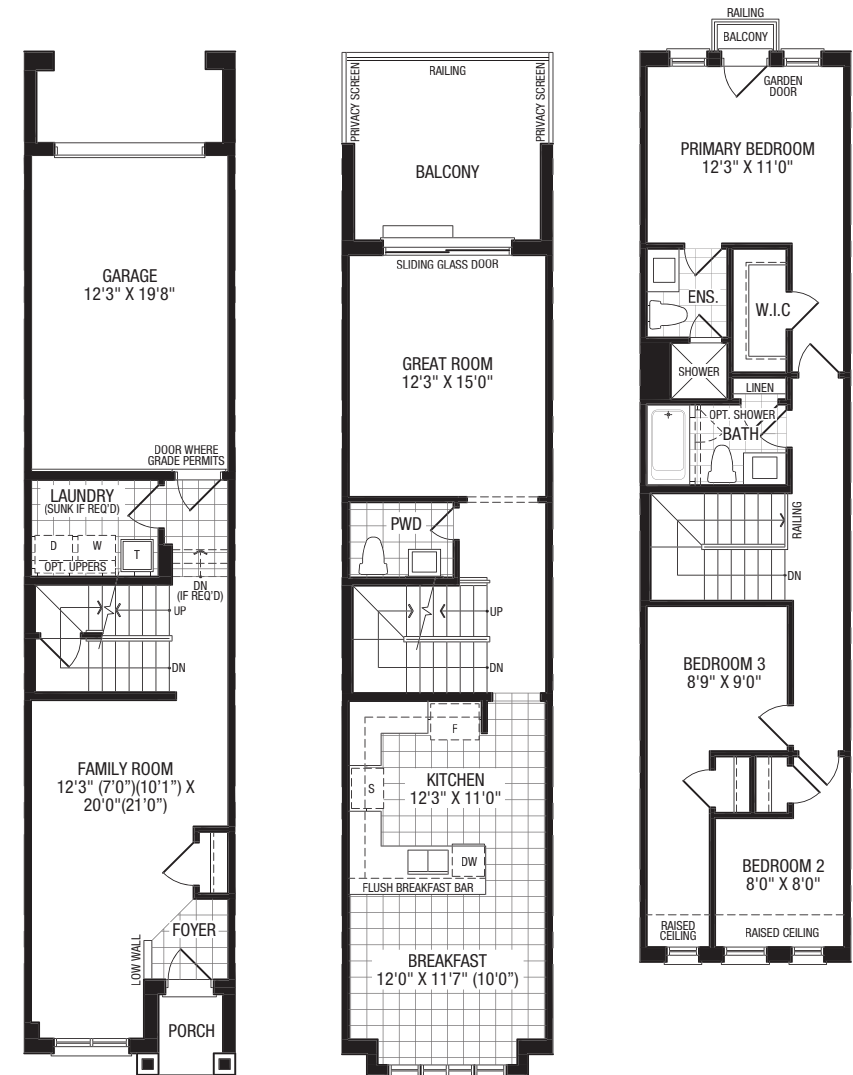 GARAGE
12'3" X 19'8"
DOOR WHERE
GRADE PERMITS
LAUNDRY
(SUNK IF REQ'D)
D
W
T
OPT. UPPERS
DN
(IF REQ'D)
UP
DN
FAMILY ROOM
12'3" (7'0")(10'1") X
20'0"(21'0")
FOYER
LOW WALL
PORCH
RAILING
PRIVACY SCREEN
PRIVACY SCREEN
BALCONY
SLIDING GLASS DOOR
GREAT ROOM
12'3" X 15'0"
PWD
UP
DN
F
KITCHEN
12'3" X 11'0"
S
DW
FLUSH BREAKFAST BAR
BREAKFAST
12'0" X 11'7" (10'0")
RAILING
BALCONY
GARDEN
DOOR
PRIMARY BEDROOM
12'3" X 11'0"
ENS.
W.I.C
SHOWER
LINEN
OPT. SHOWER
BATH
RAILING
DN
BEDROOM 3
8'9" X 9'0"
BEDROOM 2
8'0" X 8'0"
RAISED
CEILING
RAISED CEILING